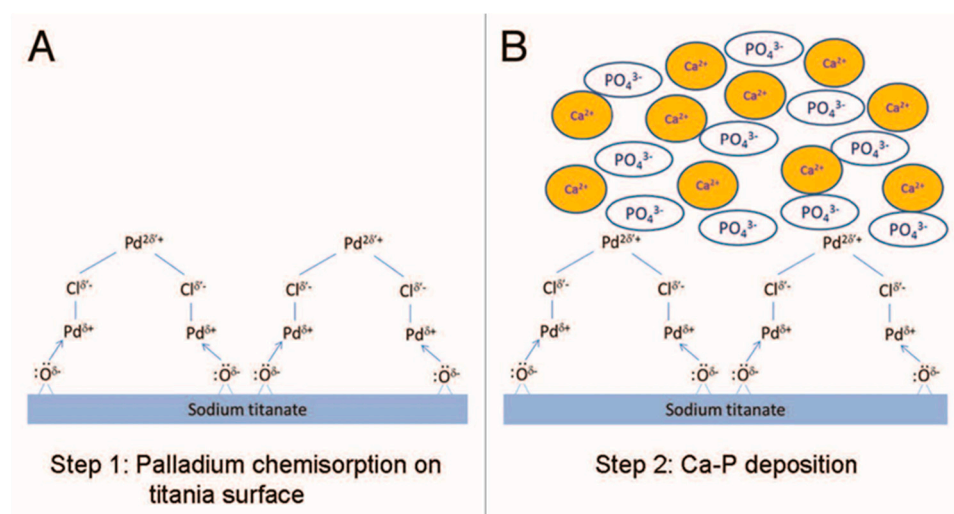 A
Pd2δ'+ Pd2δ'+
Clδ'- Clδ'- Clδ'- Clδ'-
Pdδ+ Pdδ+ Pdδ+ Pdδ+
:Öδ- :Öδ- :Öδ- :Öδ-
Sodium titanate
Step 1: Palladium chemisorption on
titania surface
B
PO₄³⁻
Ca²⁺ Ca²⁺
PO₄³⁻
Ca²⁺
Ca²⁺ PO₄³⁻ Ca²⁺
Ca²⁺
PO₄³⁻ PO₄³⁻
PO₄³⁻ Ca²⁺
Ca²⁺ Ca²⁺ Ca²⁺
PO₄³⁻ PO₄³⁻
PO₄³⁻ PO₄³⁻
Pd2δ'+ Pd2δ'+
Clδ'- Clδ'- Clδ'- Clδ'-
Pdδ+ Pdδ+ Pdδ+ Pdδ+
:Öδ- :Öδ- :Öδ- :Öδ-
Sodium titanate
Step 2: Ca-P deposition